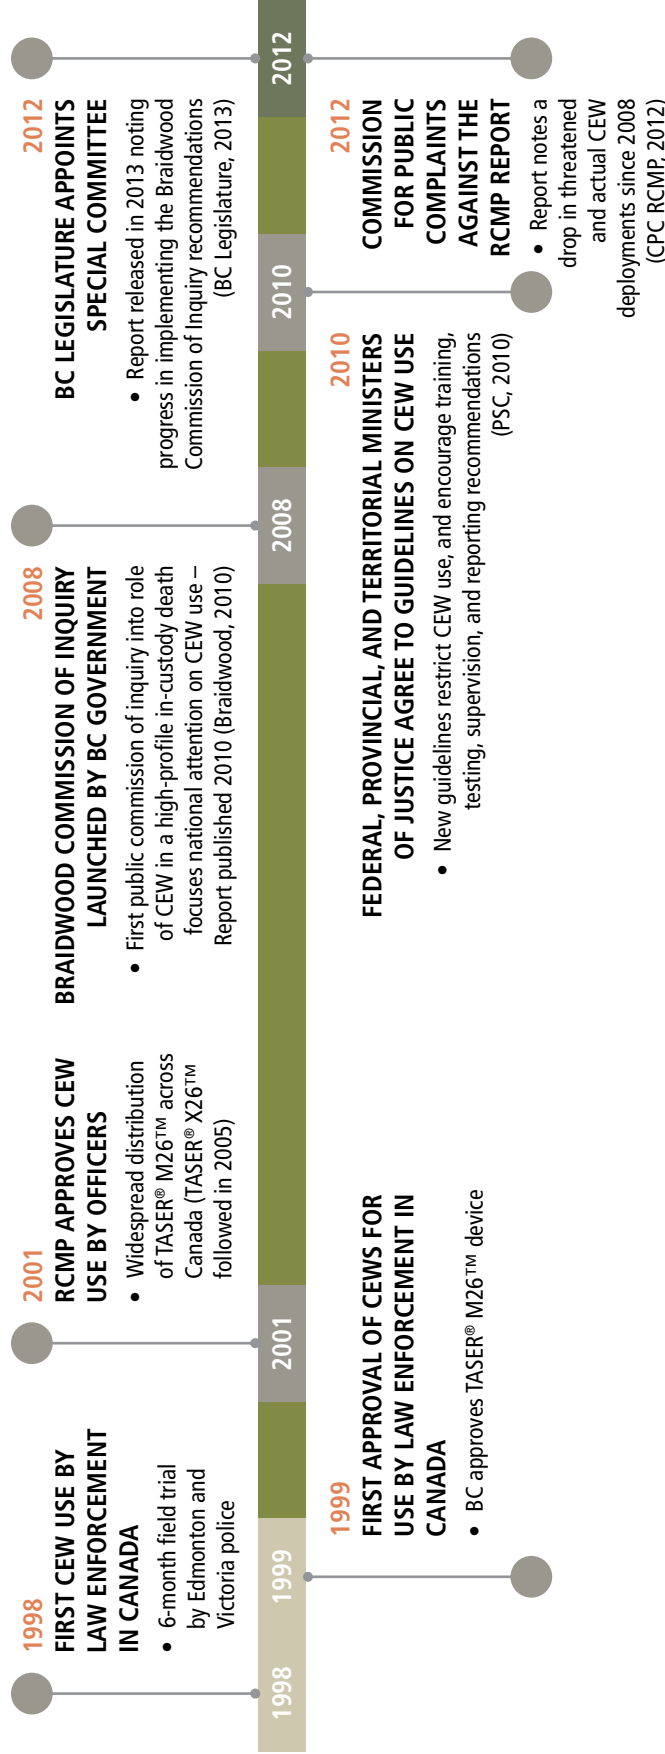 1998
FIRST CEW USE BY
LAW ENFORCEMENT
IN CANADA
• 6-month field trial
by Edmonton and
Victoria police
2001
RCMP APPROVES CEW
USE BY OFFICERS
• Widespread distribution
of TASER® M26™ across
Canada (TASER® X26™
followed in 2005)
2008
BRAIDWOOD COMMISSION OF INQUIRY
LAUNCHED BY BC GOVERNMENT
• First public commission of inquiry into role
of CEW in a high-profile in-custody death
focuses national attention on CEW use –
Report published 2010 (Braidwood, 2010)
2012
BC LEGISLATURE APPOINTS
SPECIAL COMMITTEE
• Report released in 2013 noting
progress in implementing the Braidwood
Commission of Inquiry recommendations
(BC Legislature, 2013)
1998
1999
2001
2008
2010
2012
1999
FIRST APPROVAL OF CEWS FOR
USE BY LAW ENFORCEMENT IN
CANADA
• BC approves TASER® M26™ device
2010
FEDERAL, PROVINCIAL, AND TERRITORIAL MINISTERS
OF JUSTICE AGREE TO GUIDELINES ON CEW USE
• New guidelines restrict CEW use, and encourage training,
testing, supervision, and reporting recommendations
(PSC, 2010)
2012
COMMISSION
FOR PUBLIC
COMPLAINTS
AGAINST THE
RCMP REPORT
• Report notes a
drop in threatened
and actual CEW
deployments since 2008
(CPC RCMP, 2012)